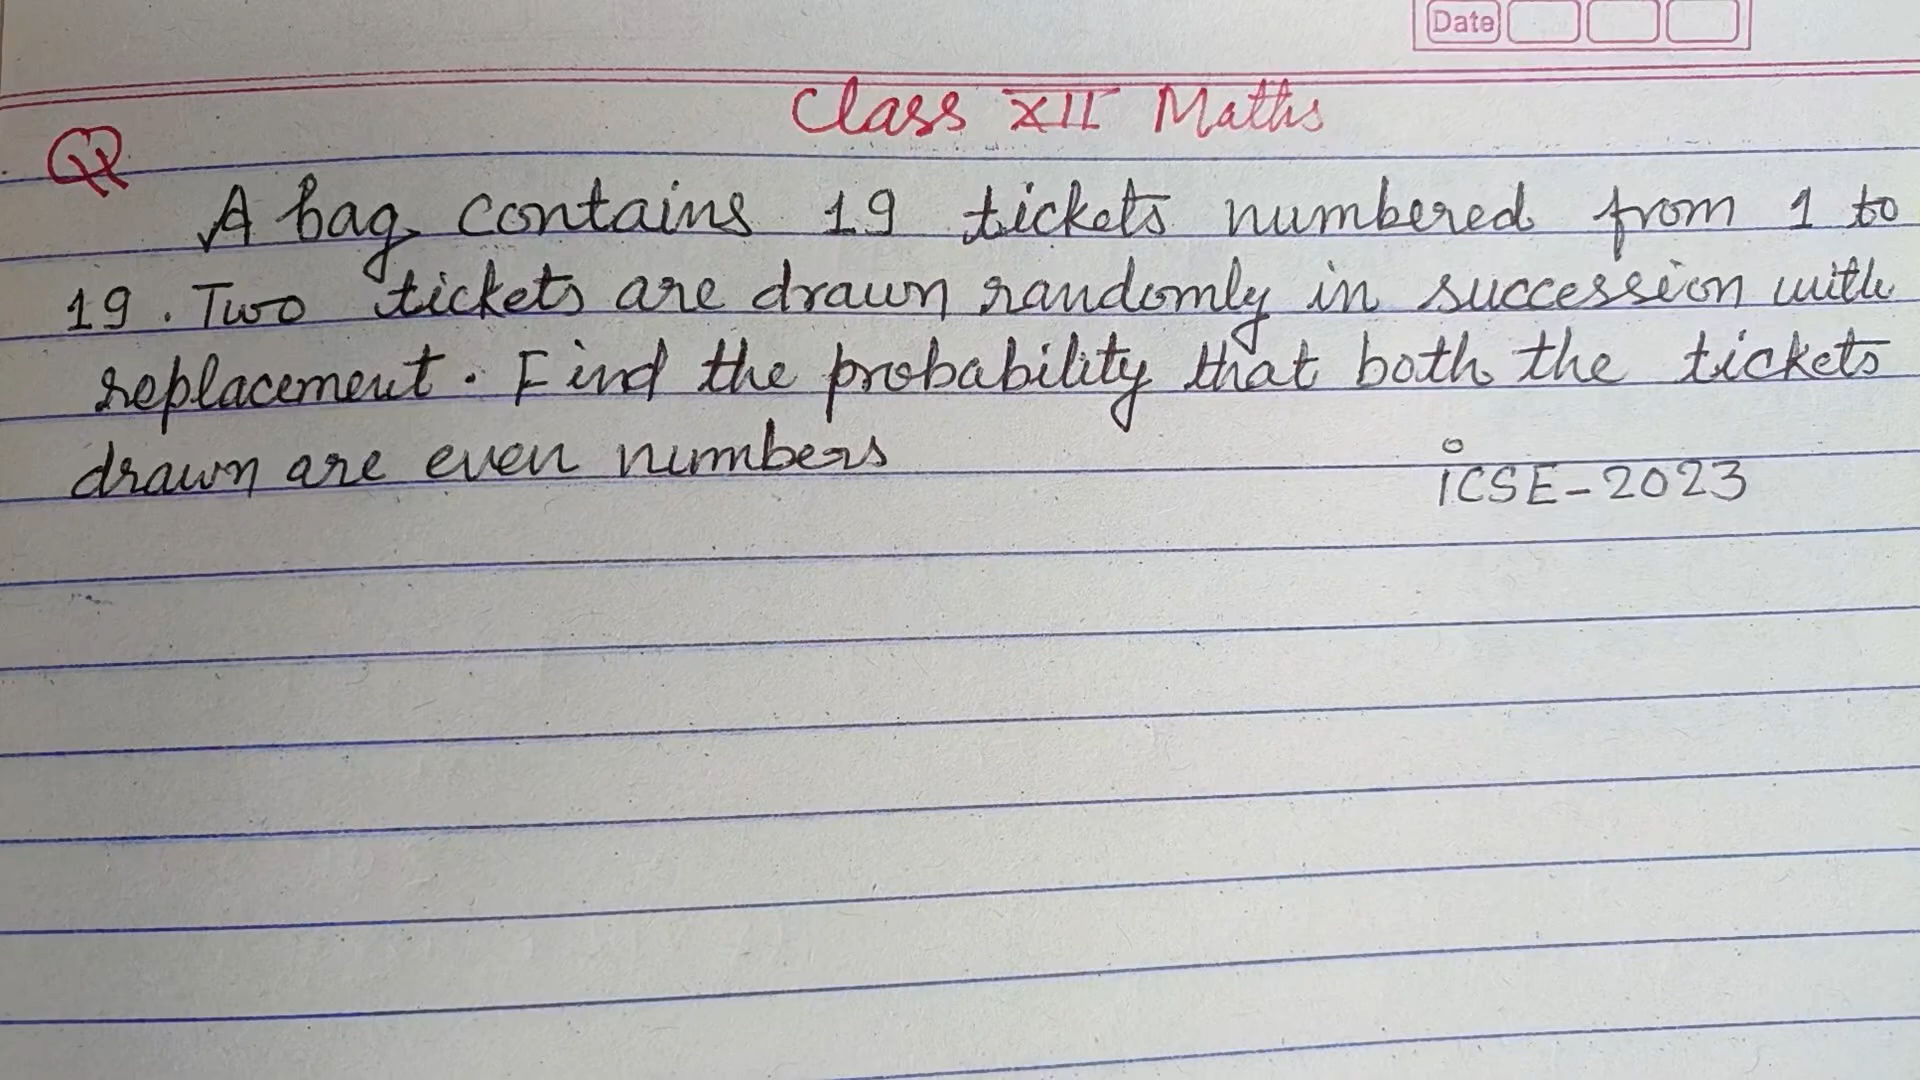 Date
Class XII Maths
Q
A bag contains 19 tickets numbered from 1 to
19. Two tickets are drawn randomly in succession with
replacement. Find the probability that both the tickets
drawn are even numbers
ICSE-2023